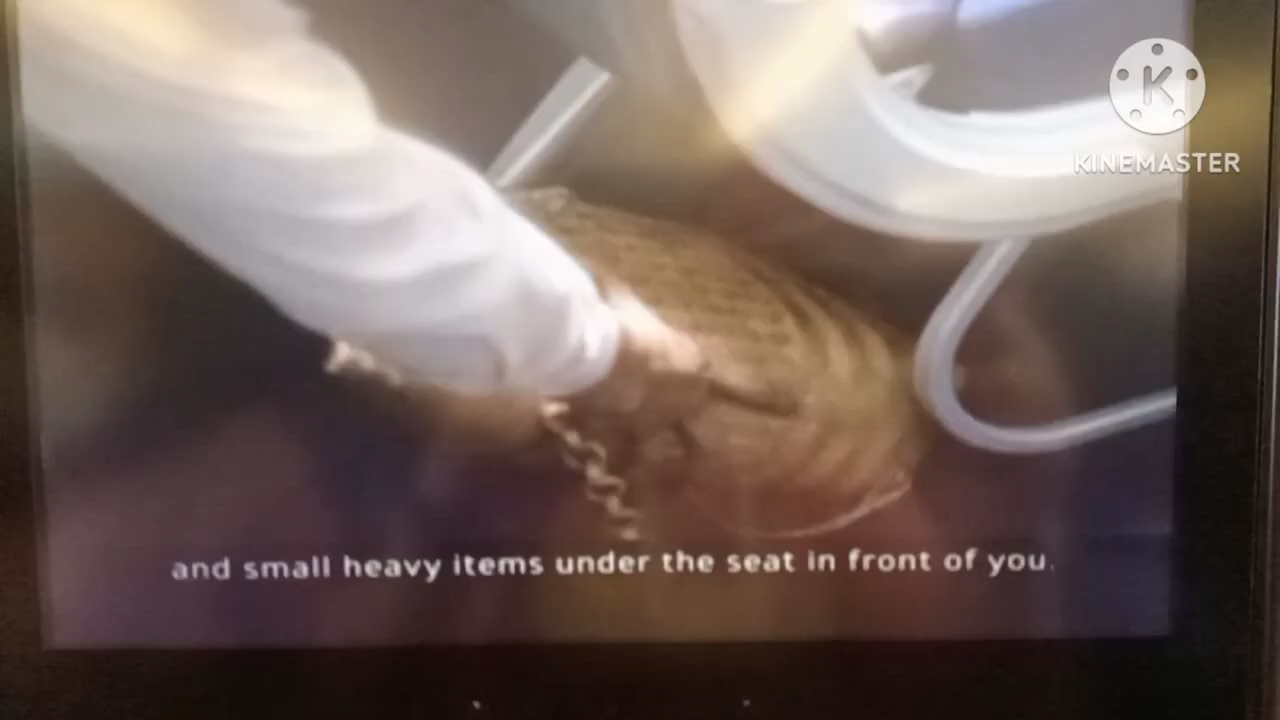 K
KINEMASTER
and small heavy items under the seat in front of you.